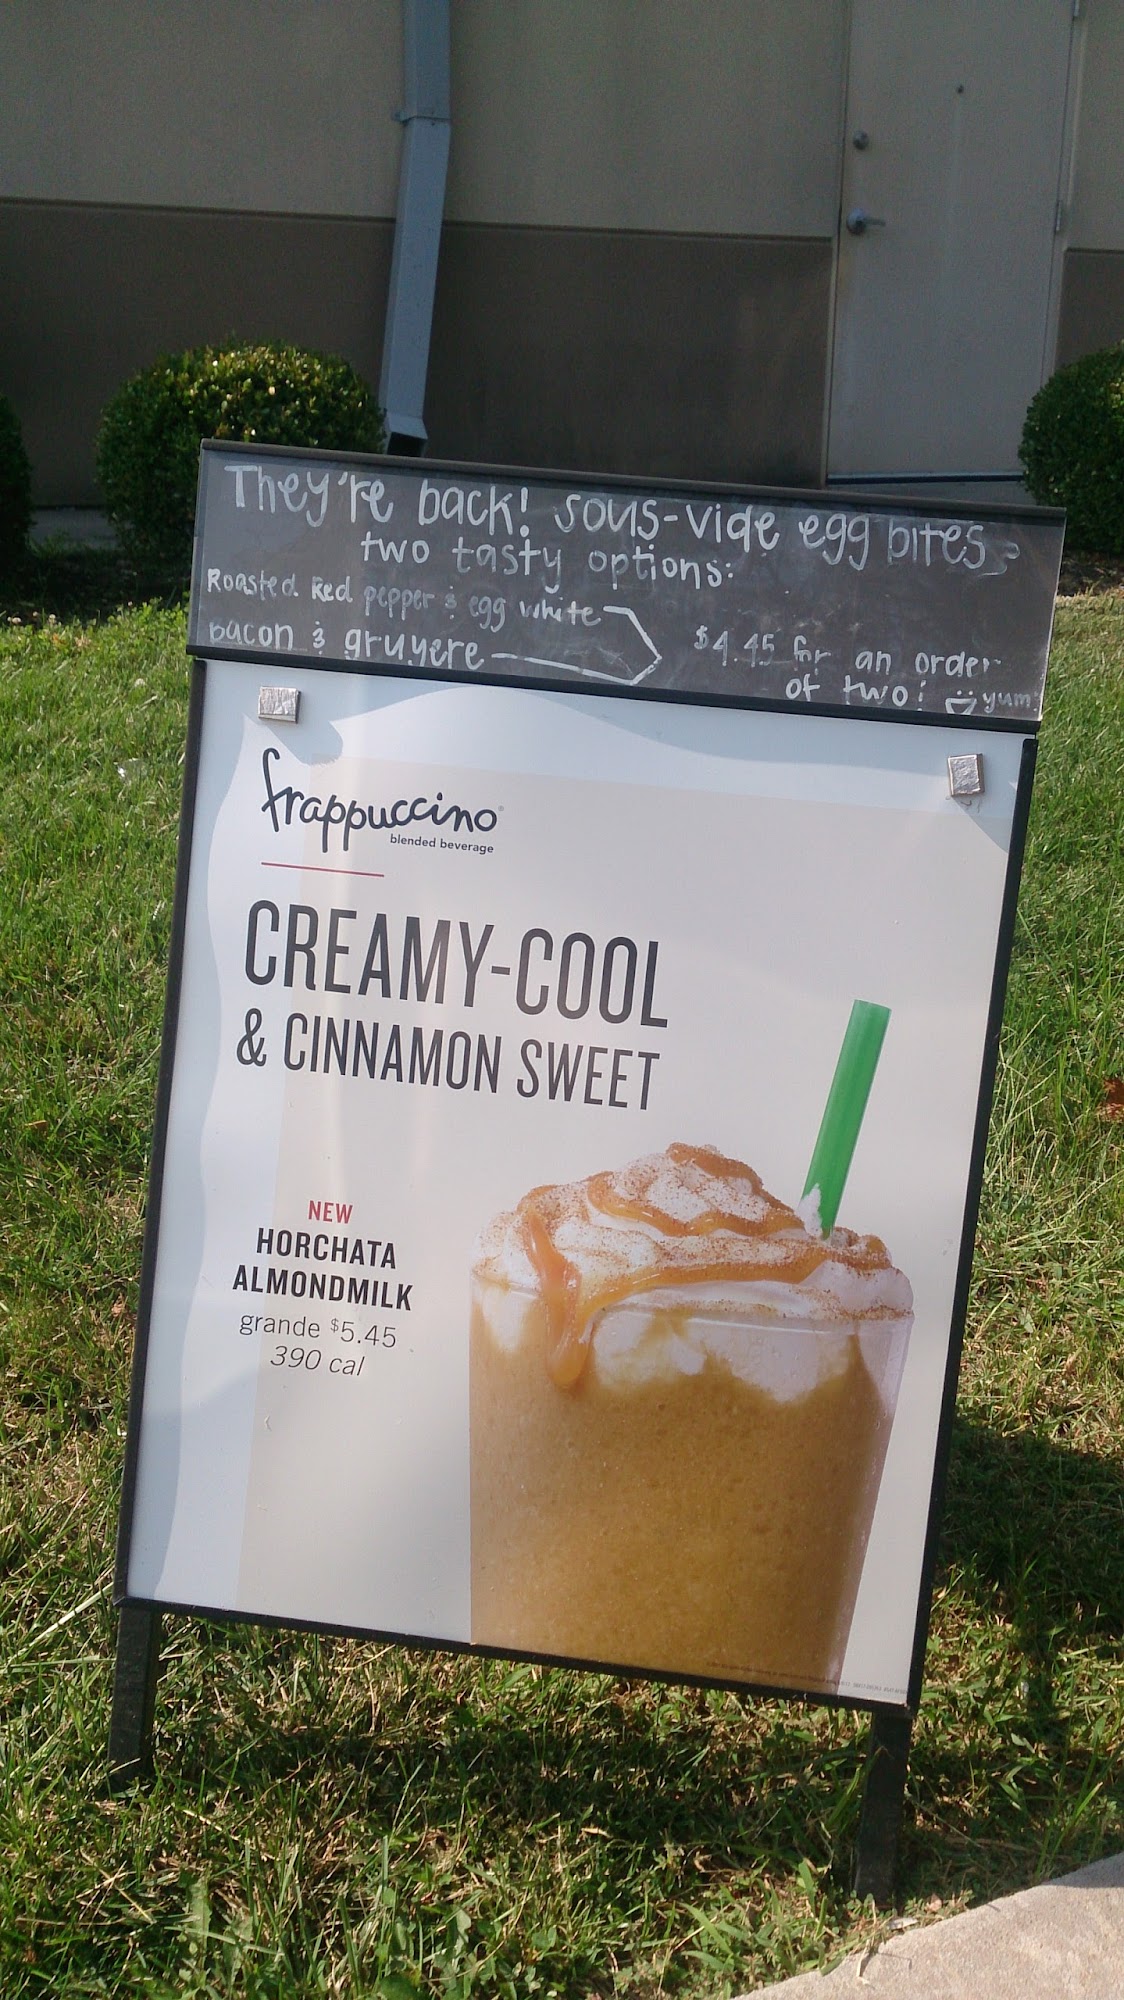 They're back! sous-vide egg bites -
two tasty options:
Roasted Red pepper & egg white
bacon & gruyere
$4.45 for an order
of two! yum!
frappuccino®
blended beverage
CREAMY-COOL
& CINNAMON SWEET
NEW
HORCHATA
ALMONDMILK
grande $5.45
390 cal